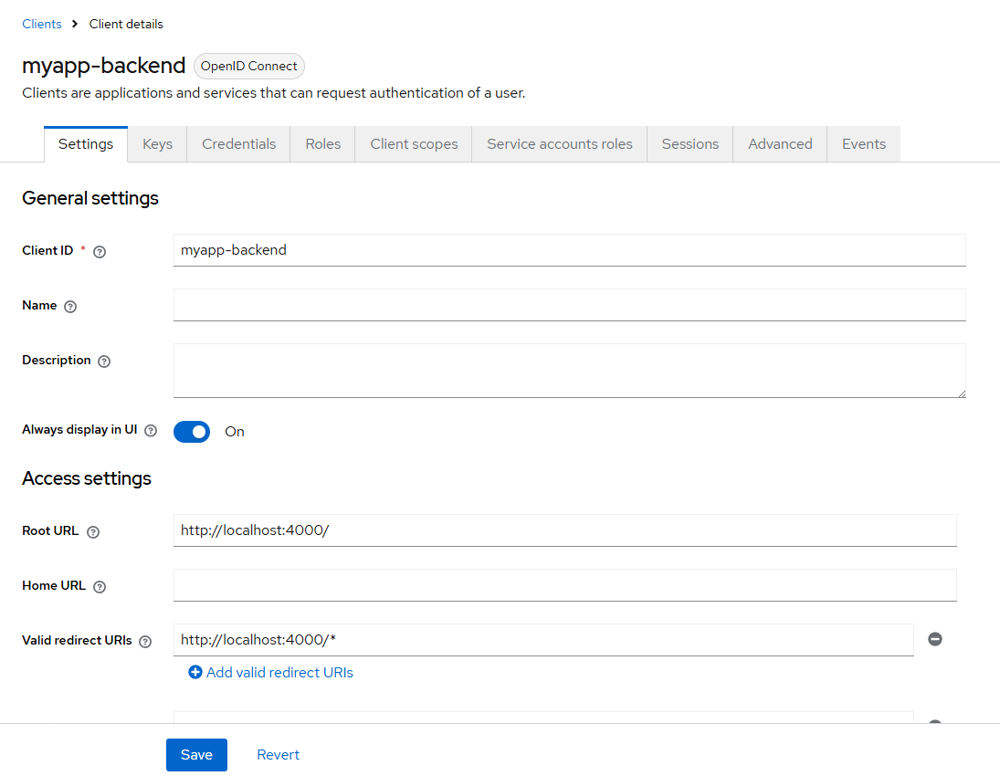 Clients > Client details
myapp-backend OpenID Connect
Clients are applications and services that can request authentication of a user.
Settings Keys Credentials Roles Client scopes Service accounts roles Sessions Advanced Events
General settings
Client ID * myapp-backend
Name
Description
Always display in UI On
Access settings
Root URL http://localhost:4000/
Home URL
Valid redirect URIs http://localhost:4000/*
Add valid redirect URIs
Save Revert